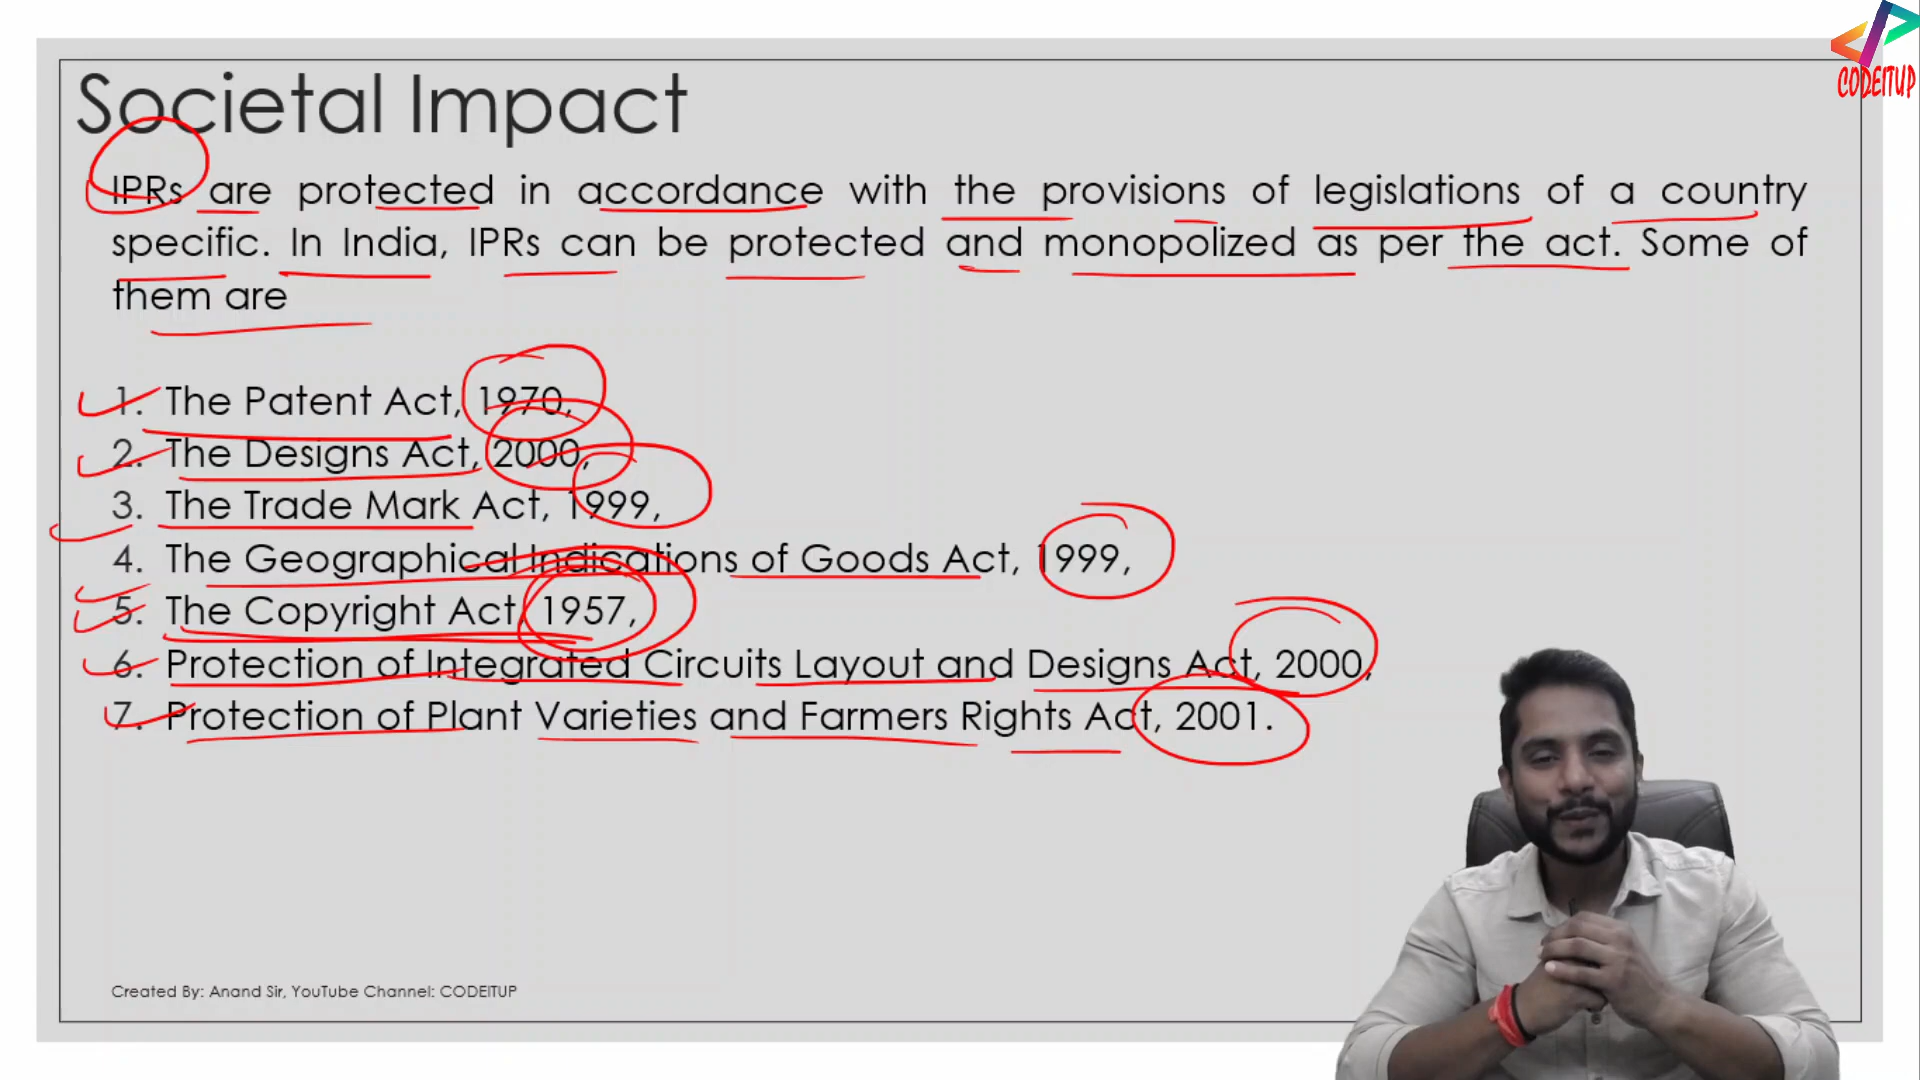 CODEITUP
Societal Impact
IPRs are protected in accordance with the provisions of legislations of a country
specific. In India, IPRs can be protected and monopolized as per the act. Some of
them are
1. The Patent Act, 1970,
2. The Designs Act, 2000,
3. The Trade Mark Act, 1999,
4. The Geographical Indications of Goods Act, 1999,
5. The Copyright Act, 1957,
6. Protection of Integrated Circuits Layout and Designs Act, 2000,
7. Protection of Plant Varieties and Farmers Rights Act, 2001.
Created By: Anand Sir, YouTube Channel: CODEITUP